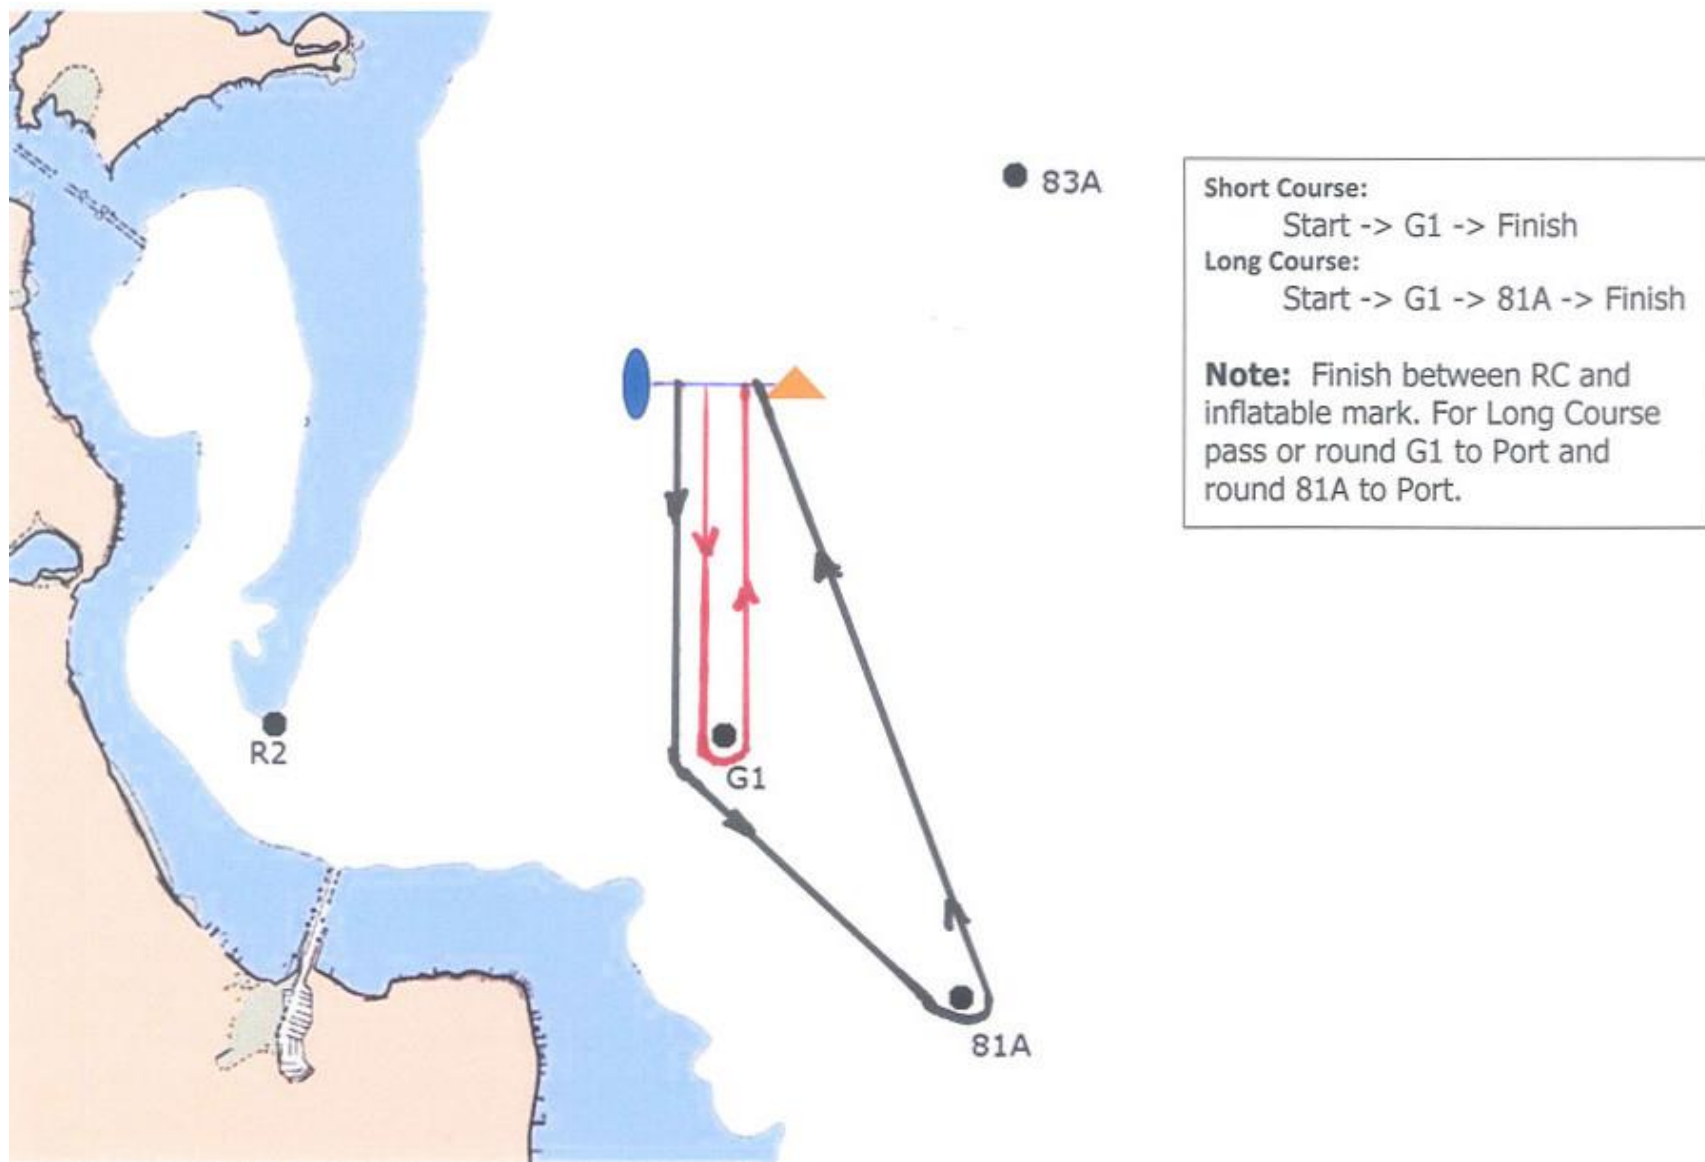 83A
Short Course:
Start -> G1 -> Finish
Long Course:
Start -> G1 -> 81A -> Finish
Note: Finish between RC and
inflatable mark. For Long Course
pass or round G1 to Port and
round 81A to Port.
R2
G1
81A